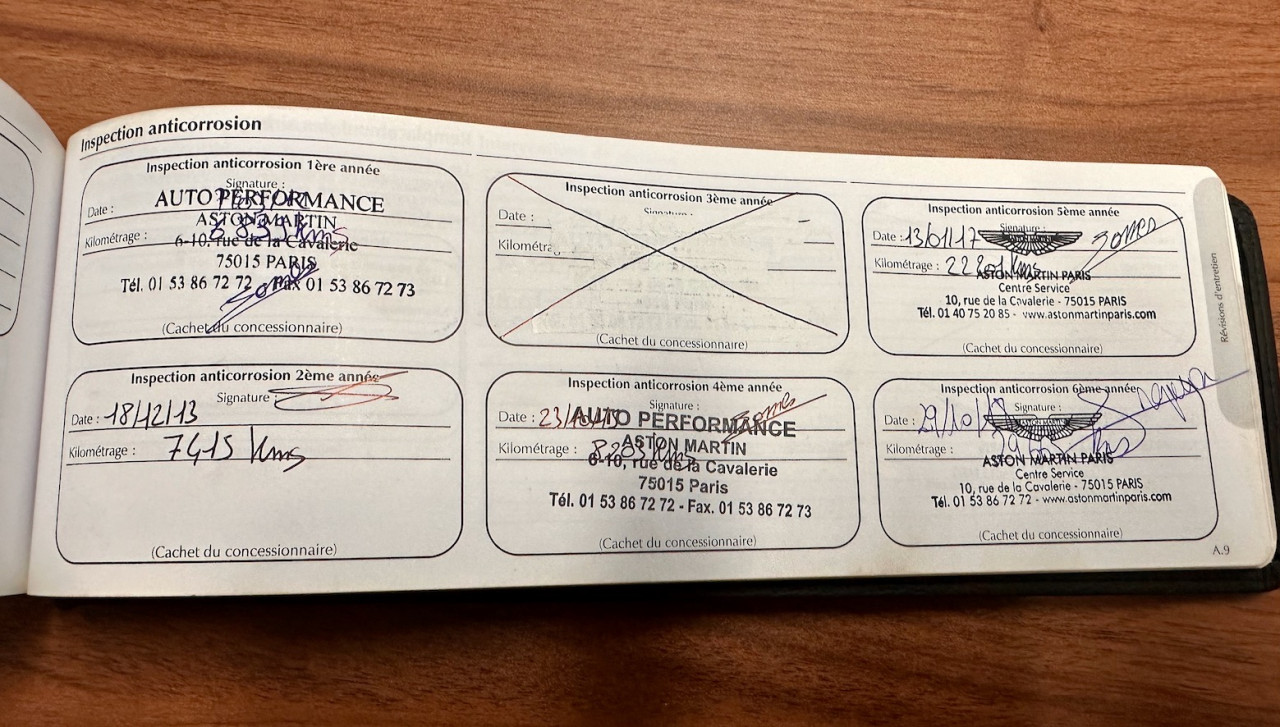 Inspection anticorrosion
Inspection anticorrosion 1ère année
Signature :
AUTO PERFORMANCE
Date :
ASTON MARTIN
Kilométrage :
6-10, rue de la Cavalerie
75015 PARIS
Tél. 01 53 86 72 72 - Fax 01 53 86 72 73
(Cachet du concessionnaire)
Inspection anticorrosion 2ème année
Signature :
Date : 18/12/13
Kilométrage : 7415 kms
(Cachet du concessionnaire)
Inspection anticorrosion 3ème année
Signature :
Date :
Kilométra
(Cachet du concessionnaire)
Inspection anticorrosion 4ème année
Signature :
Date : 23/
AUTO PERFORMANCE
Kilométrage :
ASTON MARTIN
6-10, rue de la Cavalerie
75015 Paris
Tél. 01 53 86 72 72 - Fax. 01 53 86 72 73
(Cachet du concessionnaire)
Inspection anticorrosion 5ème année
Signature :
Date : 13/01/17
Kilométrage : kms
ASTON MARTIN PARIS
Centre Service
10, rue de la Cavalerie - 75015 PARIS
Tél. 01 40 75 20 85 - www.astonmartinparis.com
(Cachet du concessionnaire)
Inspection anticorrosion 6ème année
Signature :
Date :
Kilométrage :
ASTON MARTIN PARIS
Centre Service
10, rue de la Cavalerie - 75015 PARIS
Tél. 01 53 86 72 72 - www.astonmartinparis.com
(Cachet du concessionnaire)
Révisions d'entretien
A.9